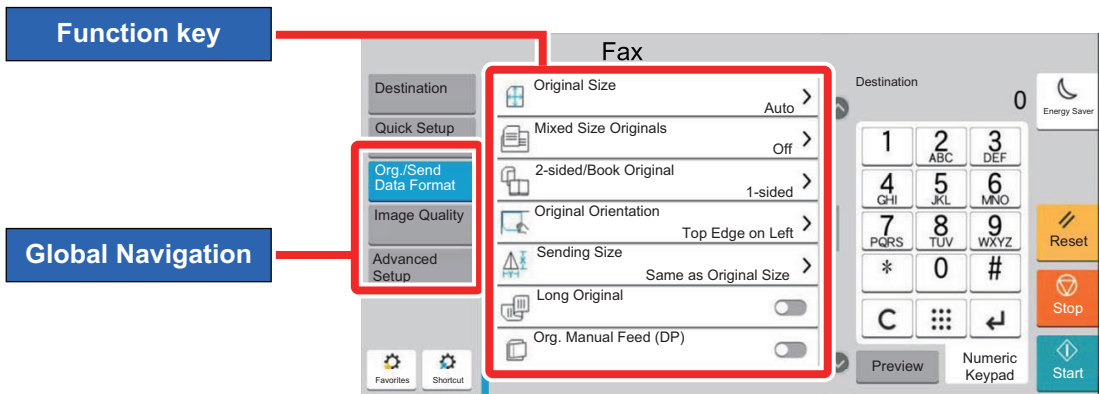 Function key
Global Navigation
Fax
Destination
Quick Setup
Org./Send
Data Format
Image Quality
Advanced
Setup
Favorites
Shortcut
Original Size
Auto
Mixed Size Originals
Off
2-sided/Book Original
1-sided
Original Orientation
Top Edge on Left
Sending Size
Same as Original Size
Long Original
Org. Manual Feed (DP)
Destination
0
1
2
ABC
3
DEF
4
GHI
5
JKL
6
MNO
7
PQRS
8
TUV
9
WXYZ
*
0
#
C
Preview
Numeric
Keypad
Energy Saver
Reset
Stop
Start